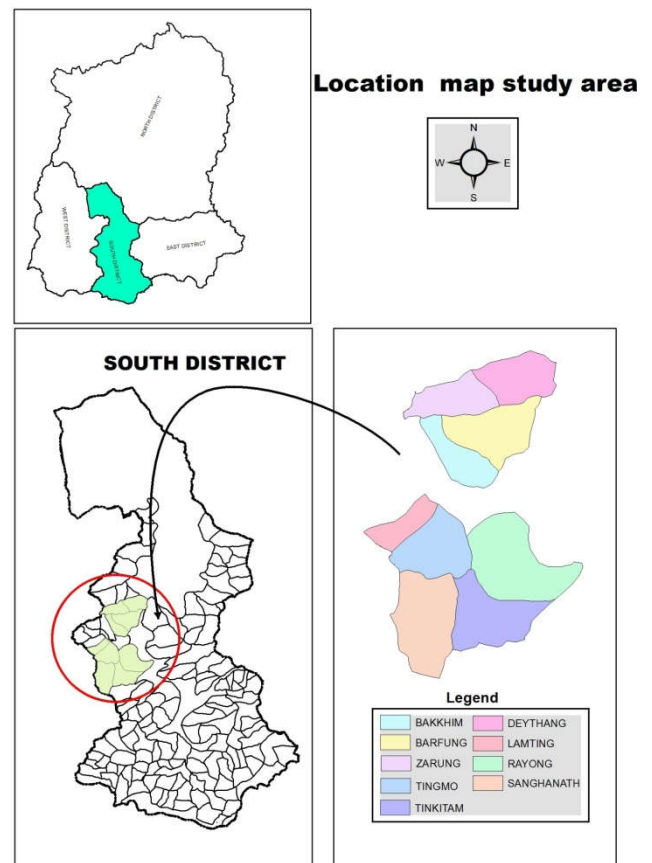 Location map study area
N
W E
S
NORTH DISTRICT
WEST DISTRICT
SOUTH DISTRICT
EAST DISTRICT
SOUTH DISTRICT
Legend
BAKKHIM
BARFUNG
ZARUNG
TINGMO
TINKITAM
DEYTHANG
LAMTING
RAYONG
SANGHANATH